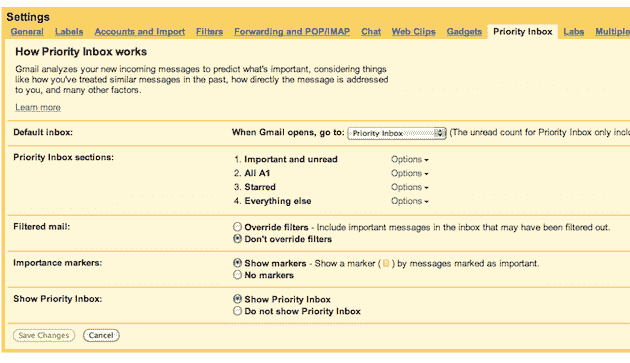 Settings
General Labels Accounts and Import Filters Forwarding and POP/IMAP Chat Web Clips Gadgets Priority Inbox Labs Multiple
How Priority Inbox works
Gmail analyzes your new incoming messages to predict what's important, considering things
like how you've treated similar messages in the past, how directly the message is addressed
to you, and many other factors.
Learn more
Default inbox: When Gmail opens, go to: Priority Inbox (The unread count for Priority Inbox only inclu
Priority Inbox sections: 1. Important and unread Options
2. All A1 Options
3. Starred Options
4. Everything else Options
Filtered mail: Override filters - Include important messages in the inbox that may have been filtered out.
Don't override filters
Importance markers: Show markers - Show a marker ( ) by messages marked as important.
No markers
Show Priority Inbox: Show Priority Inbox
Do not show Priority Inbox
Save Changes Cancel